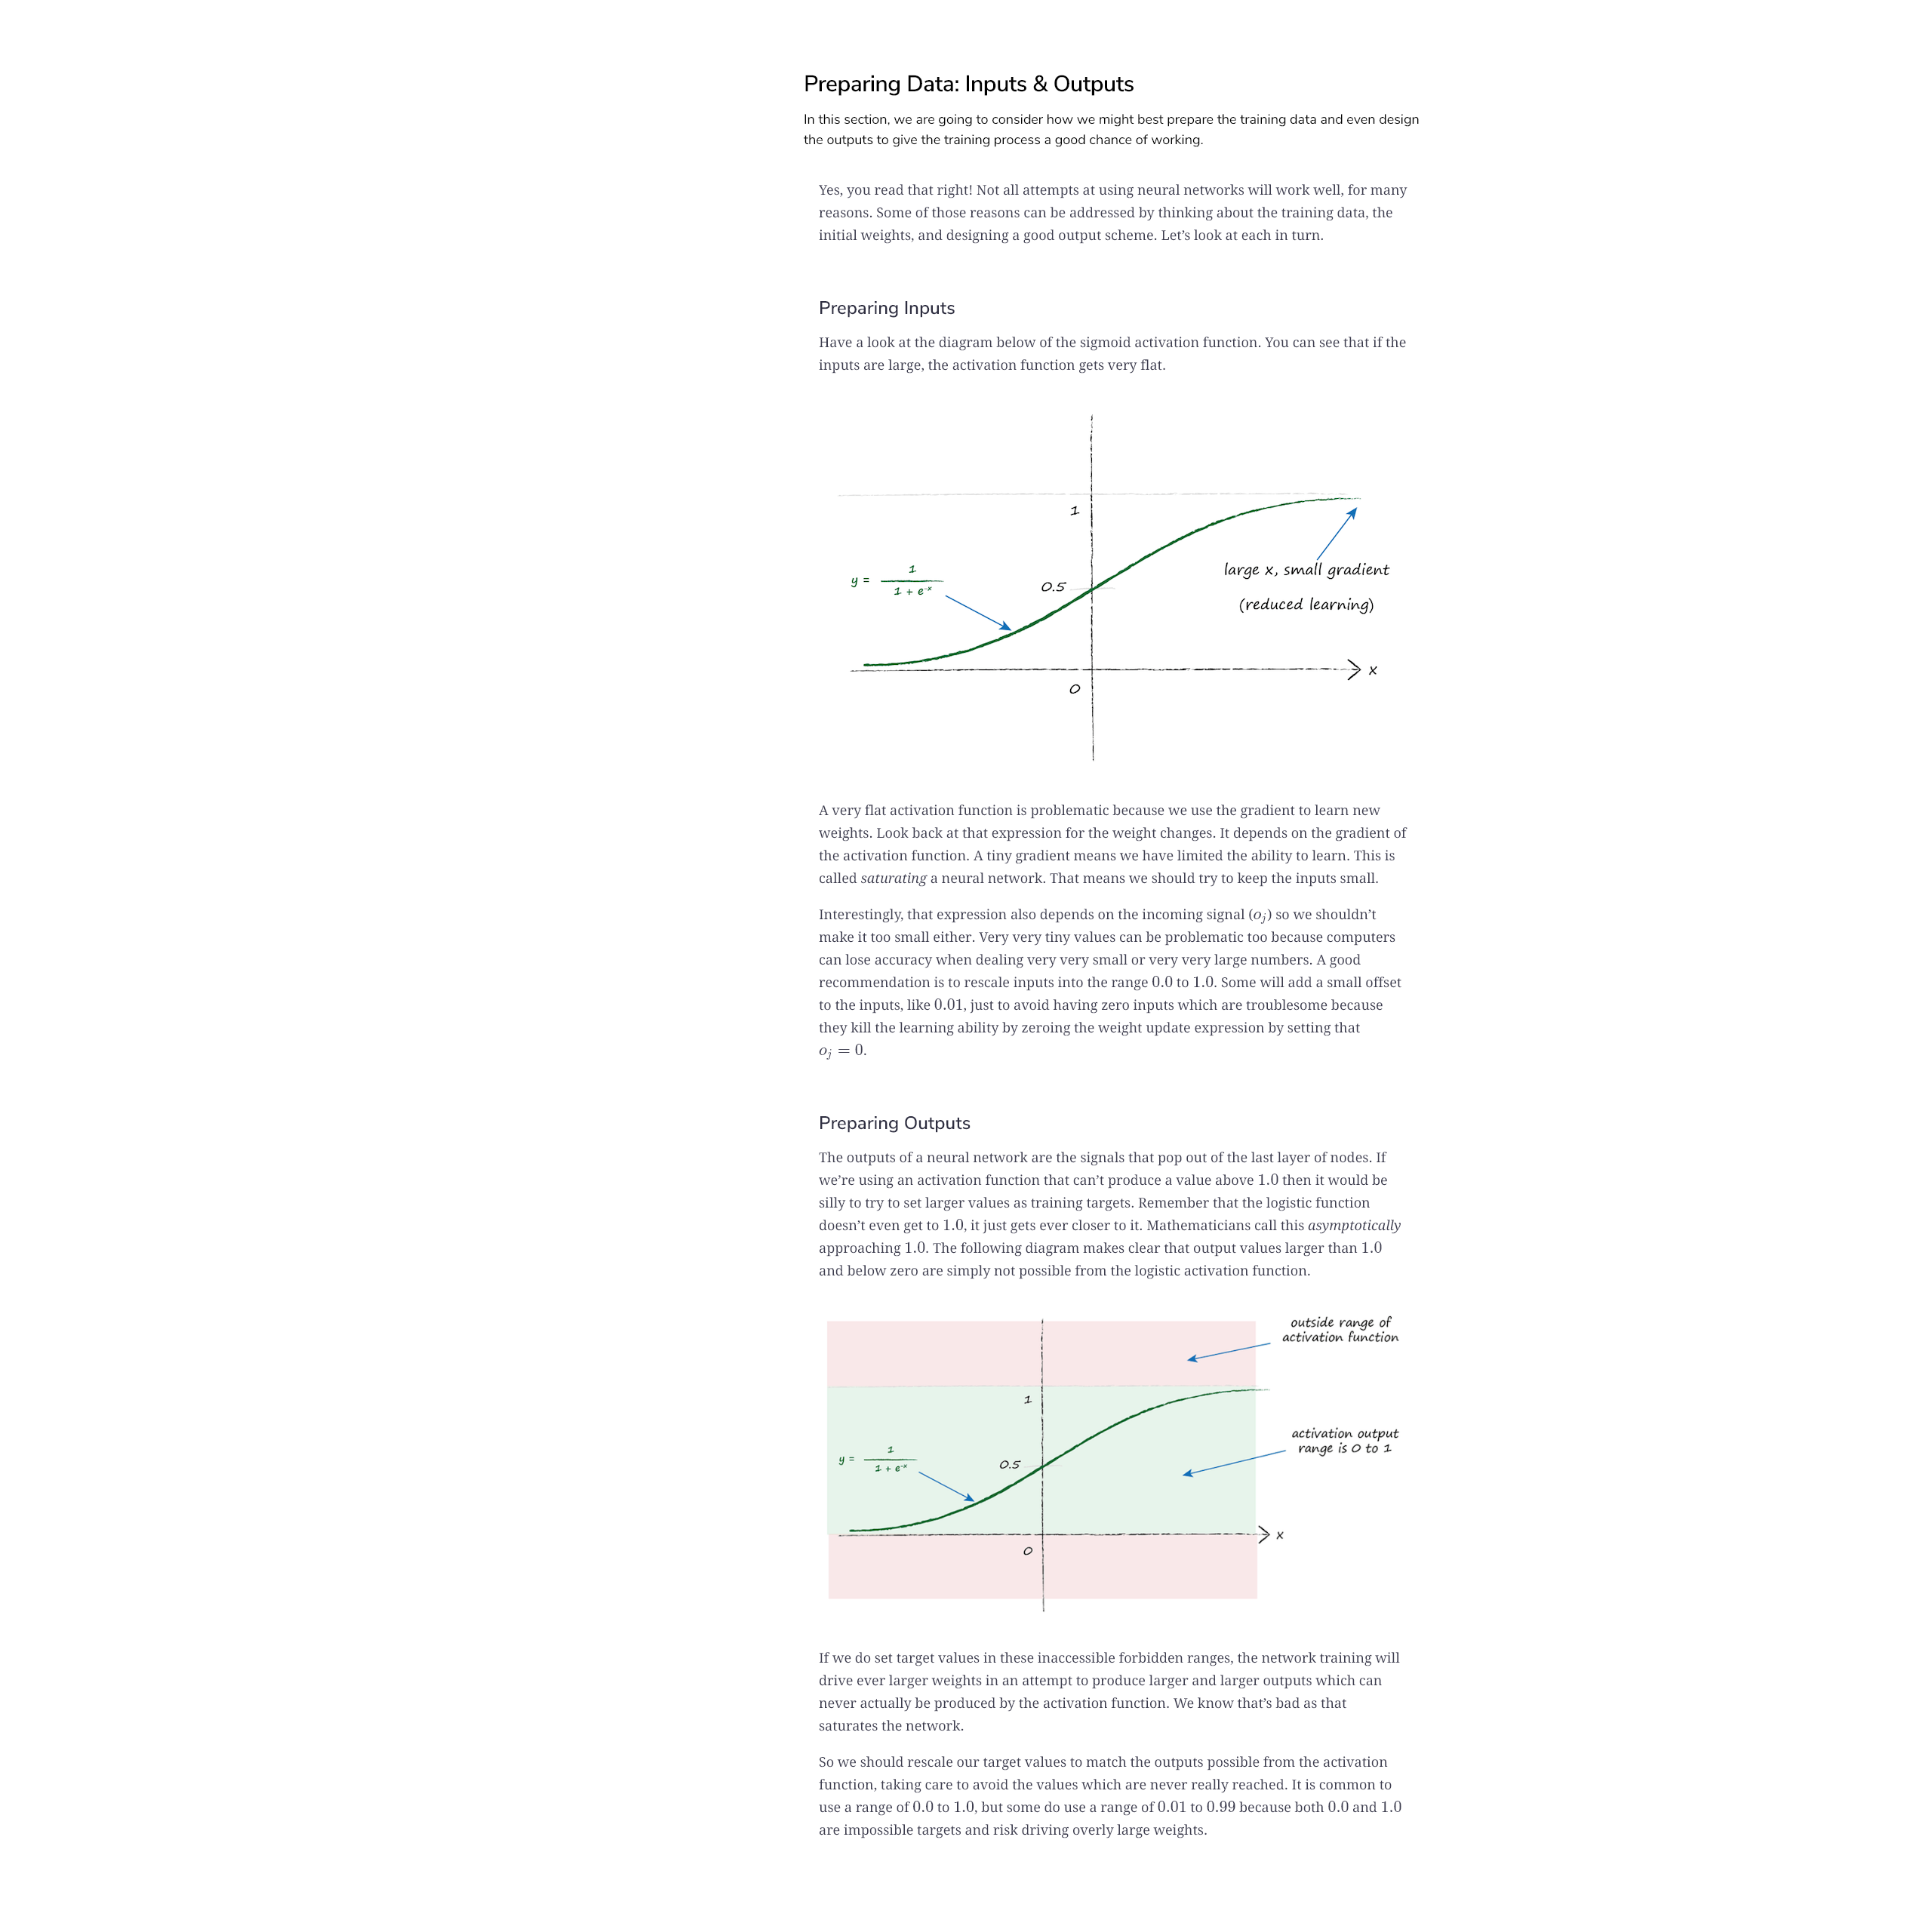 Preparing Data: Inputs & Outputs
In this section, we are going to consider how we might best prepare the training data and even design
the outputs to give the training process a good chance of working.
Yes, you read that right! Not all attempts at using neural networks will work well, for many
reasons. Some of those reasons can be addressed by thinking about the training data, the
initial weights, and designing a good output scheme. Let’s look at each in turn.
Preparing Inputs
Have a look at the diagram below of the sigmoid activation function. You can see that if the
inputs are large, the activation function gets very flat.
1
y = 1 / 1 + e^-x
0.5
large x, small gradient
(reduced learning)
x
0
A very flat activation function is problematic because we use the gradient to learn new
weights. Look back at that expression for the weight changes. It depends on the gradient of
the activation function. A tiny gradient means we have limited the ability to learn. This is
called saturating a neural network. That means we should try to keep the inputs small.
Interestingly, that expression also depends on the incoming signal (o_j) so we shouldn’t
make it too small either. Very very tiny values can be problematic too because computers
can lose accuracy when dealing very very small or very very large numbers. A good
recommendation is to rescale inputs into the range 0.0 to 1.0. Some will add a small offset
to the inputs, like 0.01, just to avoid having zero inputs which are troublesome because
they kill the learning ability by zeroing the weight update expression by setting that
o_j = 0.
Preparing Outputs
The outputs of a neural network are the signals that pop out of the last layer of nodes. If
we’re using an activation function that can’t produce a value above 1.0 then it would be
silly to try to set larger values as training targets. Remember that the logistic function
doesn’t even get to 1.0, it just gets ever closer to it. Mathematicians call this asymptotically
approaching 1.0. The following diagram makes clear that output values larger than 1.0
and below zero are simply not possible from the logistic activation function.
outside range of
activation function
1
activation output
range is 0 to 1
y = 1 / 1 + e^-x
0.5
x
0
If we do set target values in these inaccessible forbidden ranges, the network training will
drive ever larger weights in an attempt to produce larger and larger outputs which can
never actually be produced by the activation function. We know that’s bad as that
saturates the network.
So we should rescale our target values to match the outputs possible from the activation
function, taking care to avoid the values which are never really reached. It is common to
use a range of 0.0 to 1.0, but some do use a range of 0.01 to 0.99 because both 0.0 and 1.0
are impossible targets and risk driving overly large weights.